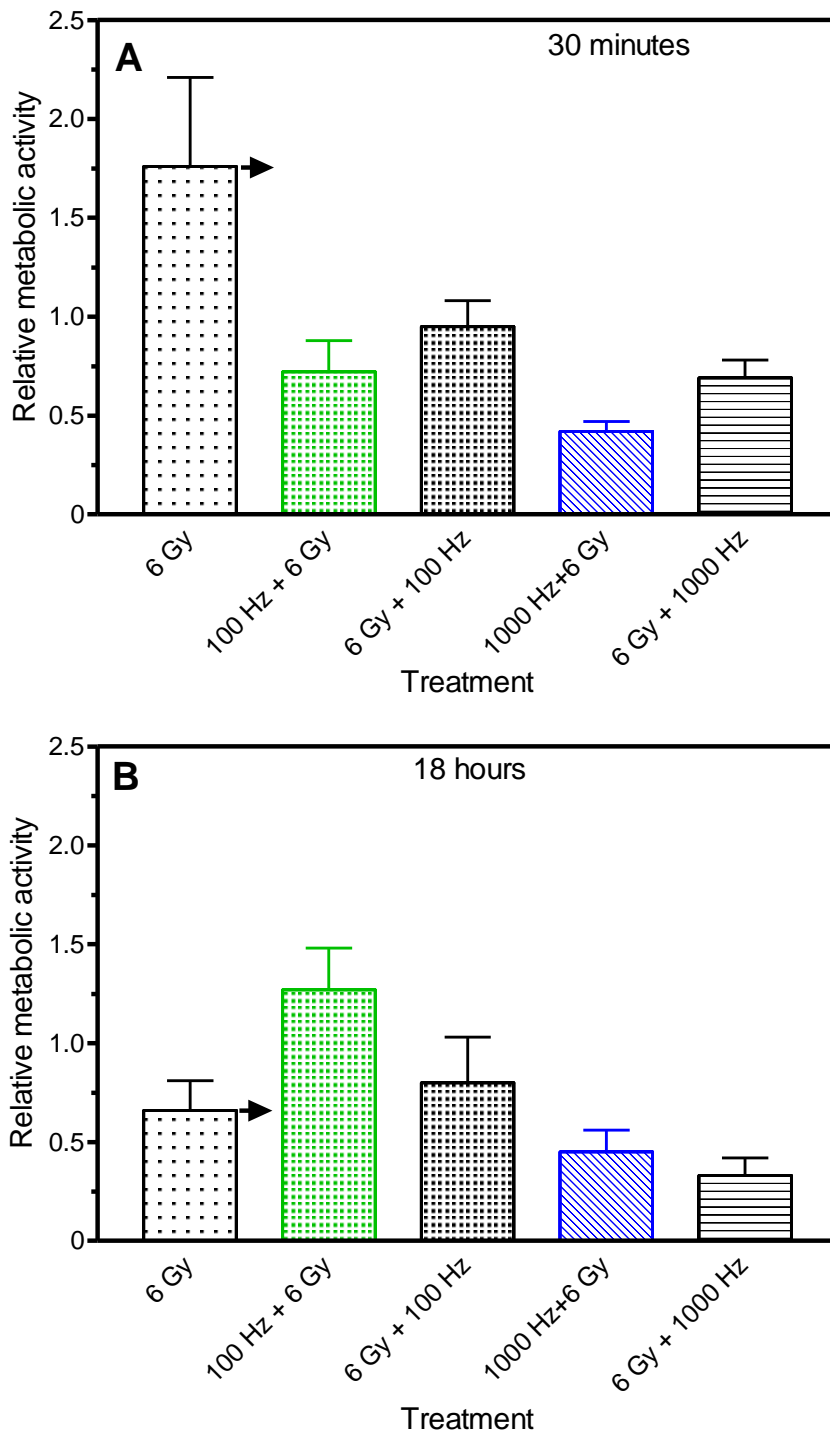 A
30 minutes
Relative metabolic activity
2.5
2.0
1.5
1.0
0.5
0
6 Gy
100 Hz + 6 Gy
6 Gy + 100 Hz
1000 Hz+6 Gy
6 Gy + 1000 Hz
Treatment
B
18 hours
Relative metabolic activity
2.5
2.0
1.5
1.0
0.5
0
6 Gy
100 Hz + 6 Gy
6 Gy + 100 Hz
1000 Hz+6 Gy
6 Gy + 1000 Hz
Treatment